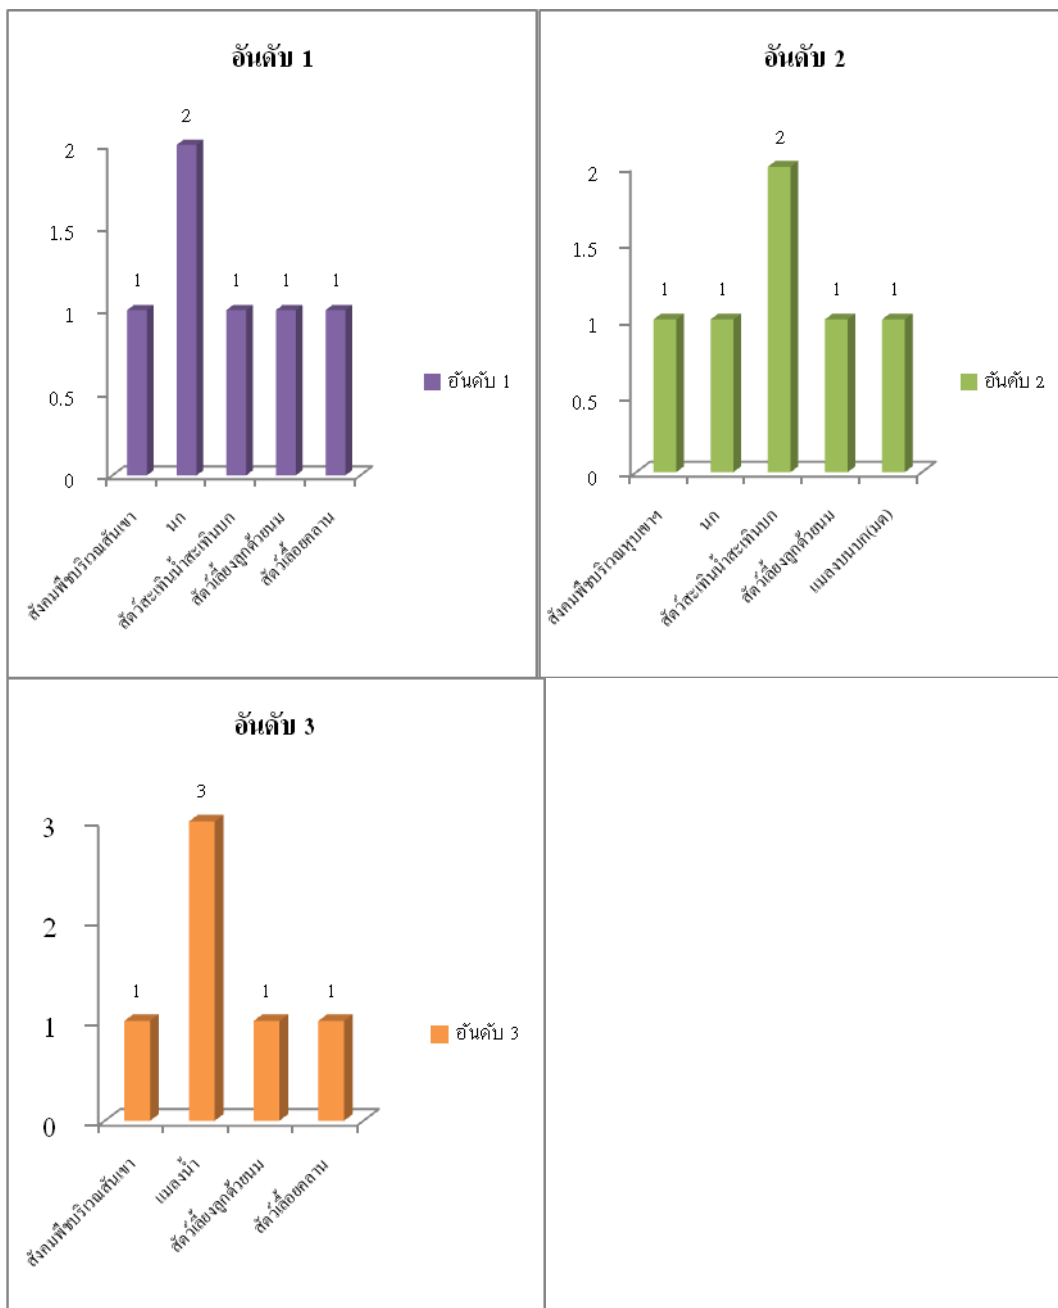 อันดับ 1
2
2
1.5
1
1
1
1
1
0.5
0
อันดับ 1
สังคมพืชบริเวณสันเขา
นก
สัตว์สะเทินน้ำสะเทินบก
สัตว์เลี้ยงลูกด้วยนม
สัตว์เลื้อยคลาน
อันดับ 2
2
2
1.5
1
1
1
1
1
0.5
0
อันดับ 2
สังคมพืชบริเวณหุบเขาฯ
นก
สัตว์สะเทินน้ำสะเทินบก
สัตว์เลี้ยงลูกด้วยนม
แมลงบนบก(มด)
อันดับ 3
3
3
2
1
1
1
1
0
อันดับ 3
สังคมพืชบริเวณสันเขา
แมลงน้ำ
สัตว์เลี้ยงลูกด้วยนม
สัตว์เลื้อยคลาน